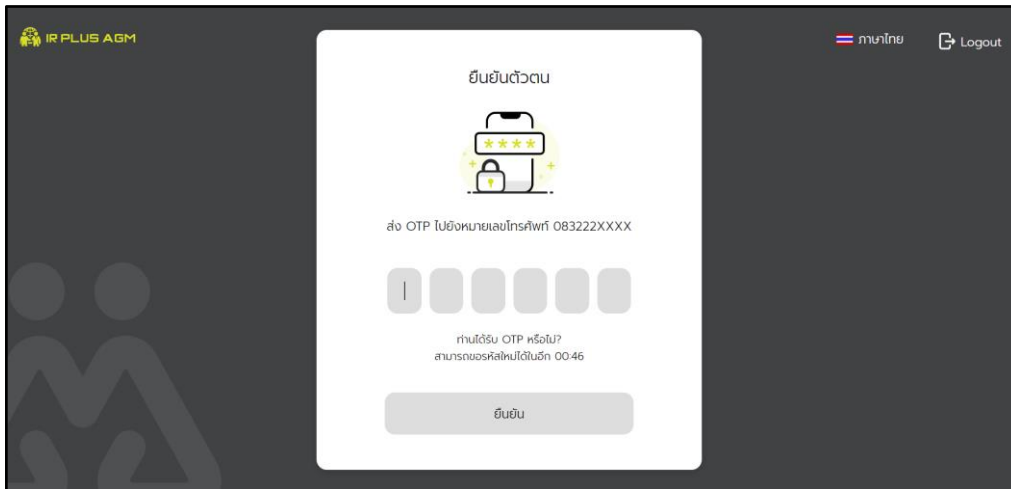 IR PLUS AGM
ภาษาไทย
Logout
ยืนยันตัวตน
****
ส่ง OTP ไปยังหมายเลขโทรศัพท์ 083222XXXX
ท่านได้รับ OTP หรือไม่?
สามารถขอรหัสใหม่ได้ในอีก 00:46
ยืนยัน